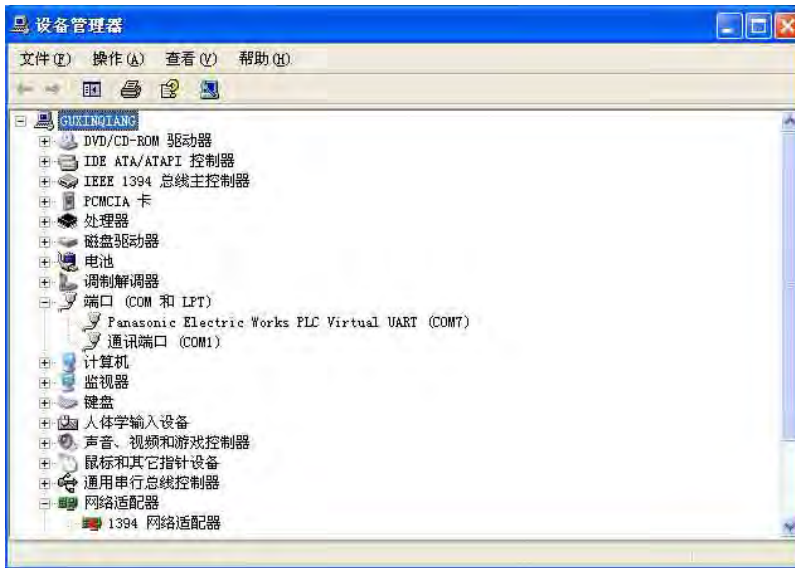 设备管理器
文件(F) 操作(A) 查看(V) 帮助(H)
GUXINQIANG
DVD/CD-ROM 驱动器
IDE ATA/ATAPI 控制器
IEEE 1394 总线主控制器
PCMCIA 卡
处理器
磁盘驱动器
电池
调制解调器
端口 (COM 和 LPT)
Panasonic Electric Works PLC Virtual UART (COM7)
通讯端口 (COM1)
计算机
监视器
键盘
人体学输入设备
声音、视频和游戏控制器
鼠标和其它指针设备
通用串行总线控制器
网络适配器
1394 网络适配器